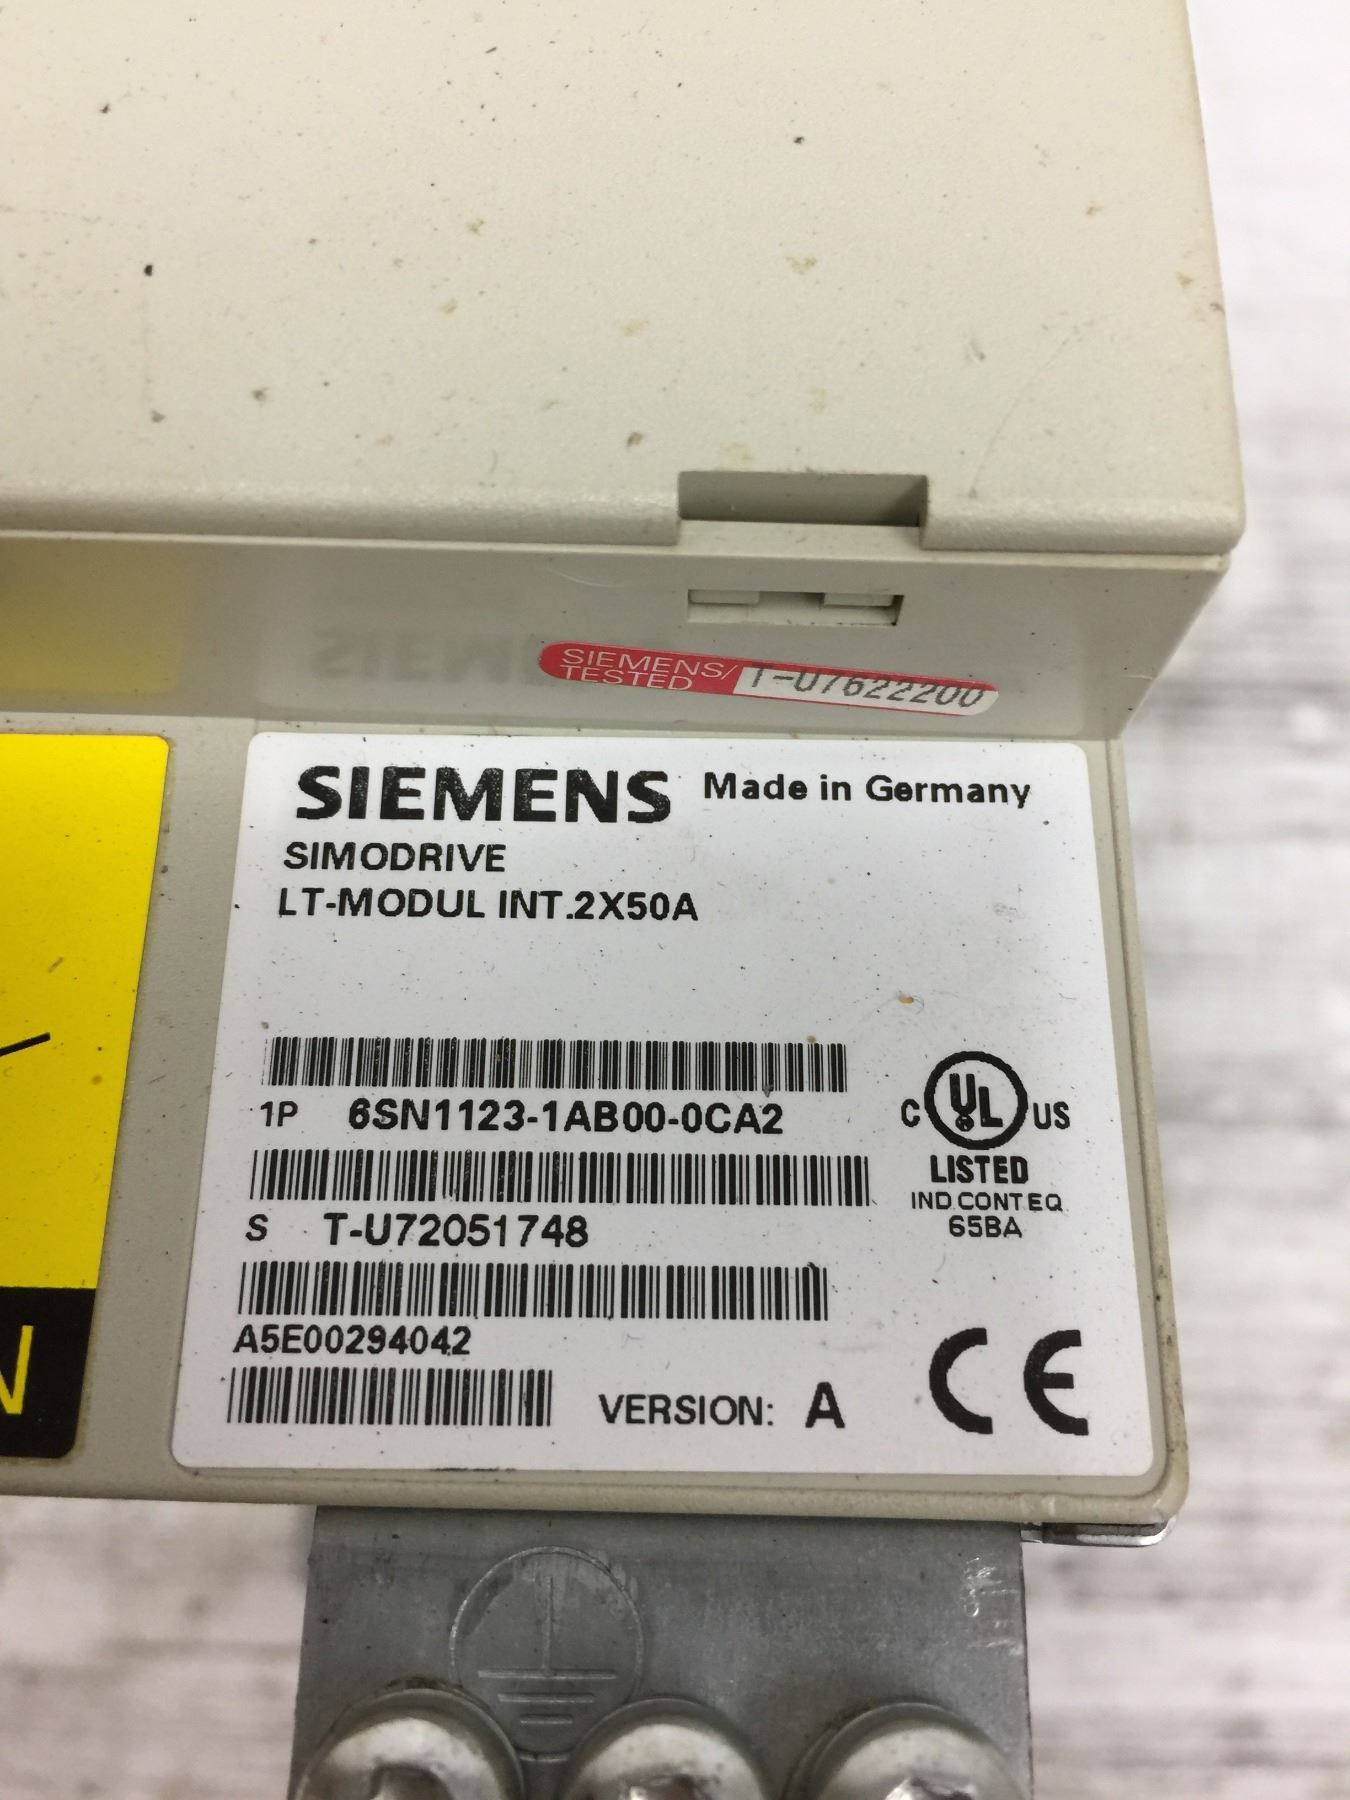 SIEMENS/ T-U7622200
TESTED
SIEMENS Made in Germany
SIMODRIVE
LT-MODUL INT.2X50A
1P 6SN1123-1AB00-0CA2
C UL US
LISTED
IND.CONT.EQ
65BA
S T-U72051748
A5E00294042
VERSION: A CE
N